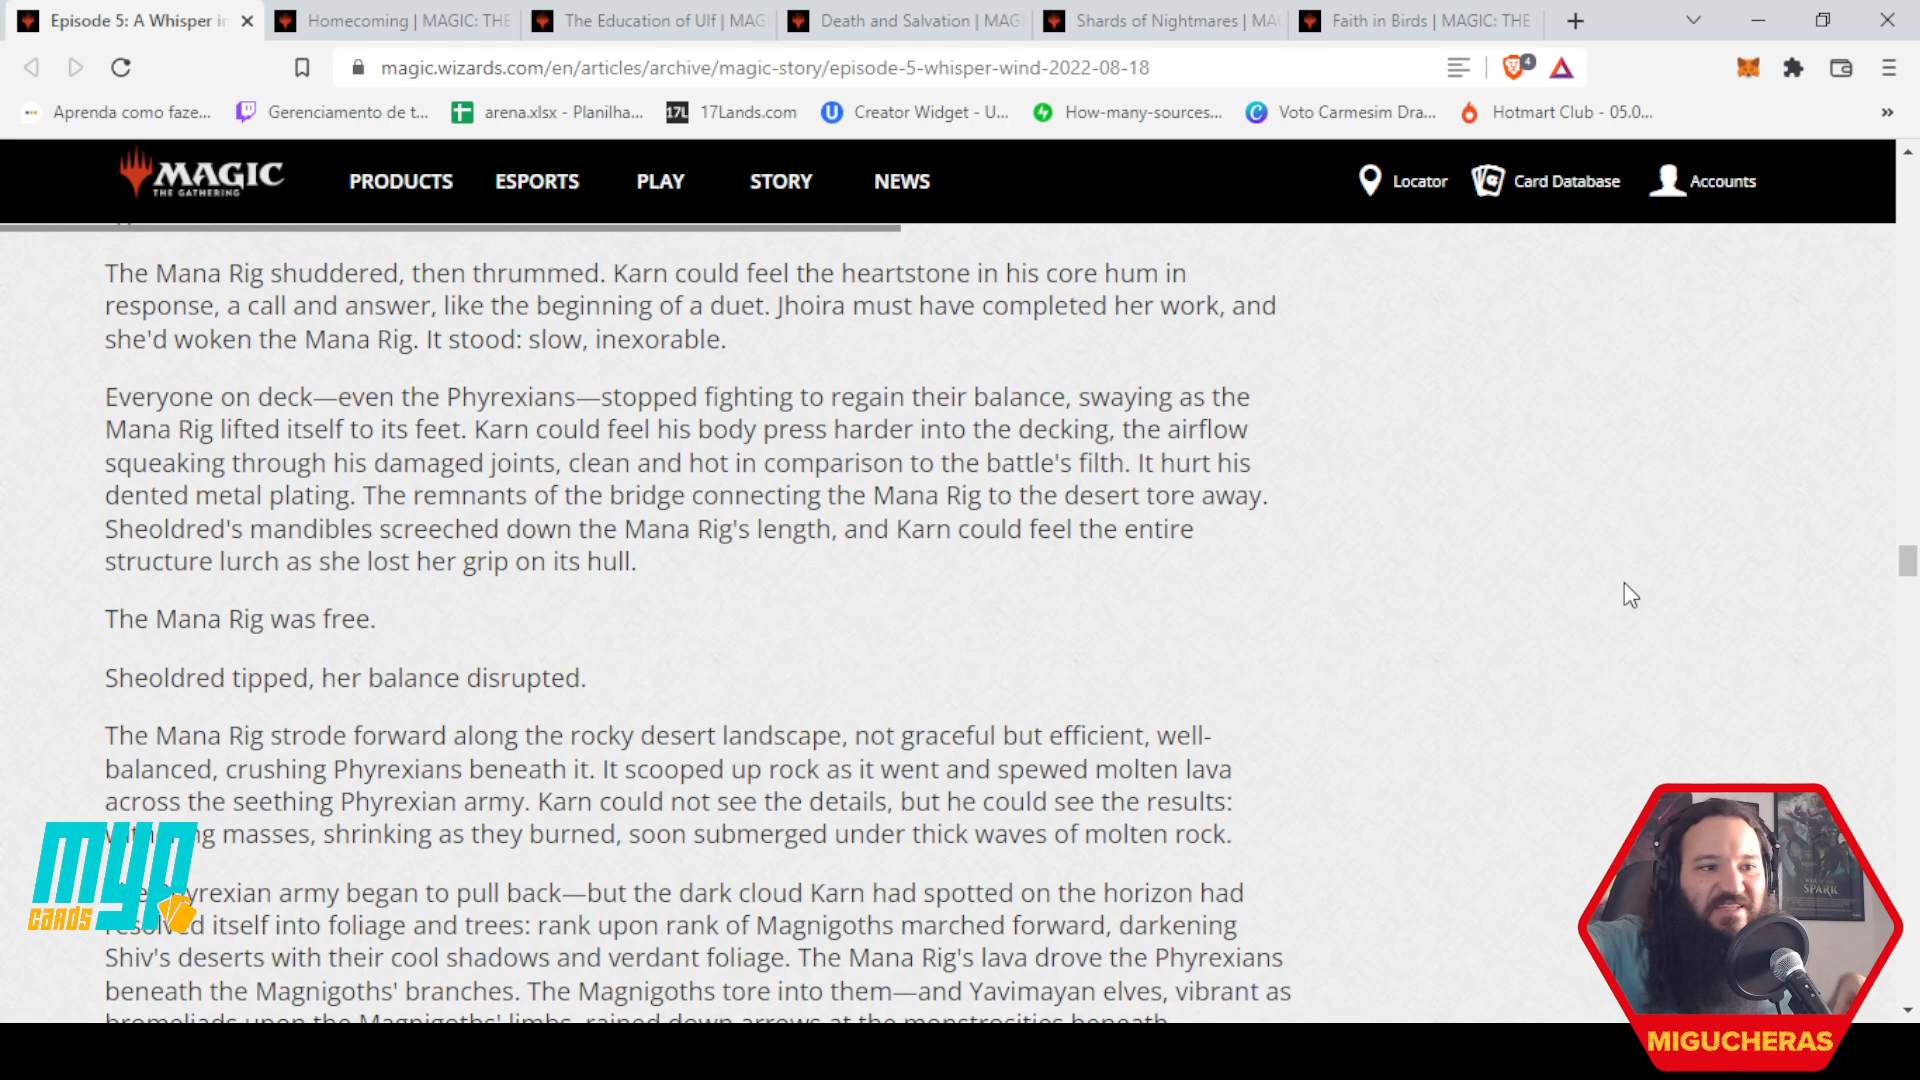 Episode 5: A Whisper in
Homecoming | MAGIC: THE
The Education of Ulf | MAG
Death and Salvation | MAG
Shards of Nightmares | MA
Faith in Birds | MAGIC: THE
magic.wizards.com/en/articles/archive/magic-story/episode-5-whisper-wind-2022-08-18
4
Aprenda como faze...
Gerenciamento de t...
arena.xlsx - Planilha...
17L
17Lands.com
Creator Widget - U...
How-many-sources...
Voto Carmesim Dra...
Hotmart Club - 05.0...
MAGIC
THE GATHERING
PRODUCTS
ESPORTS
PLAY
STORY
NEWS
Locator
Card Database
Accounts
The Mana Rig shuddered, then thrummed. Karn could feel the heartstone in his core hum in
response, a call and answer, like the beginning of a duet. Jhoira must have completed her work, and
she'd woken the Mana Rig. It stood: slow, inexorable.
Everyone on deck—even the Phyrexians—stopped fighting to regain their balance, swaying as the
Mana Rig lifted itself to its feet. Karn could feel his body press harder into the decking, the airflow
squeaking through his damaged joints, clean and hot in comparison to the battle's filth. It hurt his
dented metal plating. The remnants of the bridge connecting the Mana Rig to the desert tore away.
Sheoldred's mandibles screeched down the Mana Rig's length, and Karn could feel the entire
structure lurch as she lost her grip on its hull.
The Mana Rig was free.
Sheoldred tipped, her balance disrupted.
The Mana Rig strode forward along the rocky desert landscape, not graceful but efficient, well-
balanced, crushing Phyrexians beneath it. It scooped up rock as it went and spewed molten lava
across the seething Phyrexian army. Karn could not see the details, but he could see the results:
masses, shrinking as they burned, soon submerged under thick waves of molten rock.
army began to pull back—but the dark cloud Karn had spotted on the horizon had
itself into foliage and trees: rank upon rank of Magnigoths marched forward, darkening
Shiv's deserts with their cool shadows and verdant foliage. The Mana Rig's lava drove the Phyrexians
beneath the Magnigoths' branches. The Magnigoths tore into them—and Yavimayan elves, vibrant as
bromeliads upon the Magnigoths' limbs, rained down arrows at the monstrosities beneath
MYP
CARDS
SPARK
MIGUCHERAS